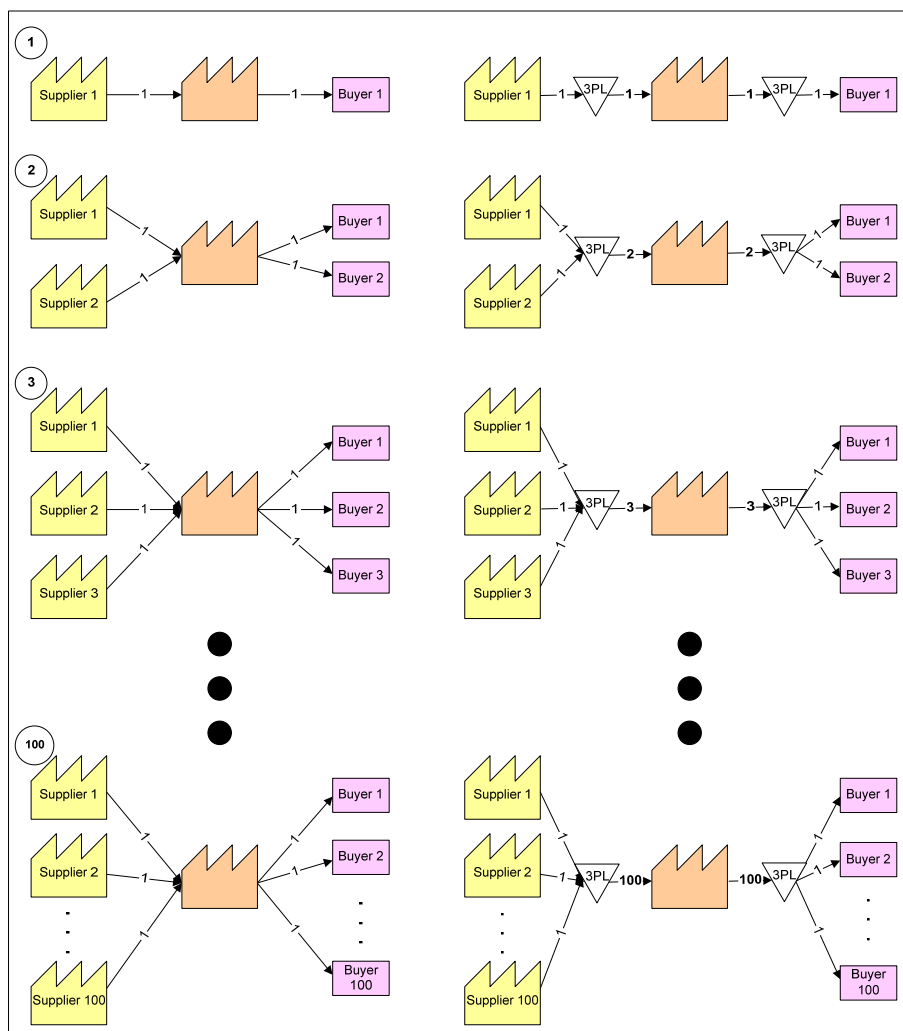 1
Supplier 1
1
1
Buyer 1
Supplier 1
1
3PL
1
1
3PL
1
Buyer 1
2
Supplier 1
Supplier 2
1
1
1
1
Buyer 1
Buyer 2
Supplier 1
Supplier 2
1
1
3PL
2
2
3PL
1
1
Buyer 1
Buyer 2
3
Supplier 1
Supplier 2
Supplier 3
1
1
1
1
1
1
Buyer 1
Buyer 2
Buyer 3
Supplier 1
Supplier 2
Supplier 3
1
1
1
3PL
3
3
3PL
1
1
1
Buyer 1
Buyer 2
Buyer 3
100
Supplier 1
Supplier 2
Supplier 100
1
1
1
1
1
1
Buyer 1
Buyer 2
Buyer
100
Supplier 1
Supplier 2
Supplier 100
1
1
1
3PL
100
100
3PL
1
1
1
Buyer 1
Buyer 2
Buyer
100